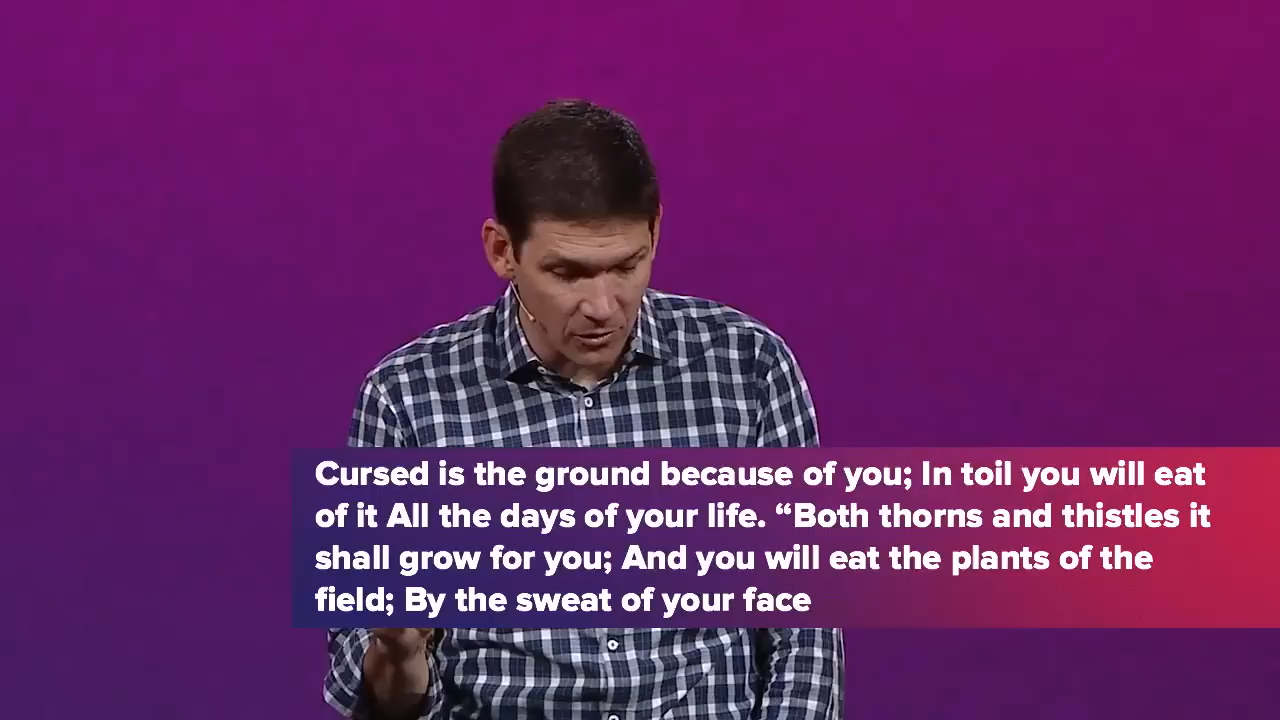 Cursed is the ground because of you; In toil you will eat
of it All the days of your life. “Both thorns and thistles it
shall grow for you; And you will eat the plants of the
field; By the sweat of your face